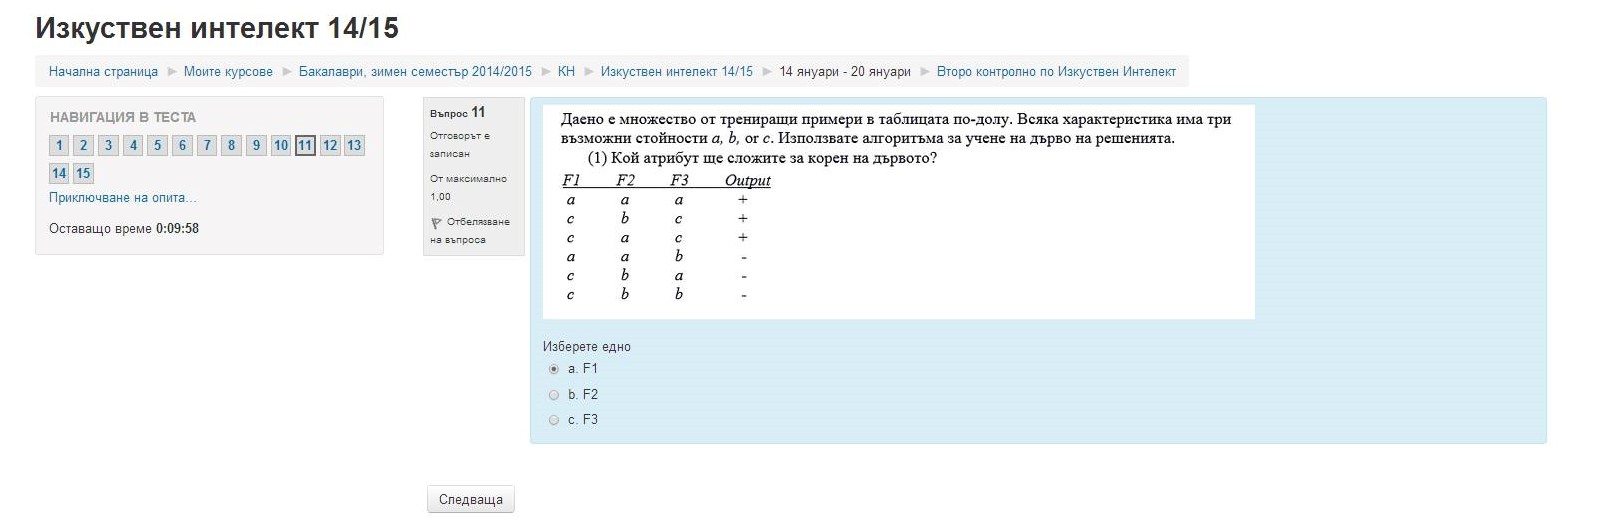 Изкуствен интелект 14/15
Начална страница ► Моите курсове ► Бакалаври, зимен семестър 2014/2015 ► КН ► Изкуствен интелект 14/15 ► 14 януари - 20 януари ► Второ контролно по Изкуствен Интелект
НАВИГАЦИЯ В ТЕСТА
1 2 3 4 5 6 7 8 9 10 11 12 13
14 15
Приключване на опита...
Оставащо време 0:09:58
Въпрос 11
Отговорът е
записан
От максимално
1,00
Отбелязване
на въпроса
Даено е множество от трениращи примери в таблицата по-долу. Всяка характеристика има три
възможни стойности a, b, or c. Използвате алгоритъма за учене на дърво на решенията.
(1) Кой атрибут ще сложите за корен на дървото?
F1 F2 F3 Output
a a a +
c b c +
c a c +
a a b -
c b a -
c b b -
Изберете едно
a. F1
b. F2
c. F3
Следваща